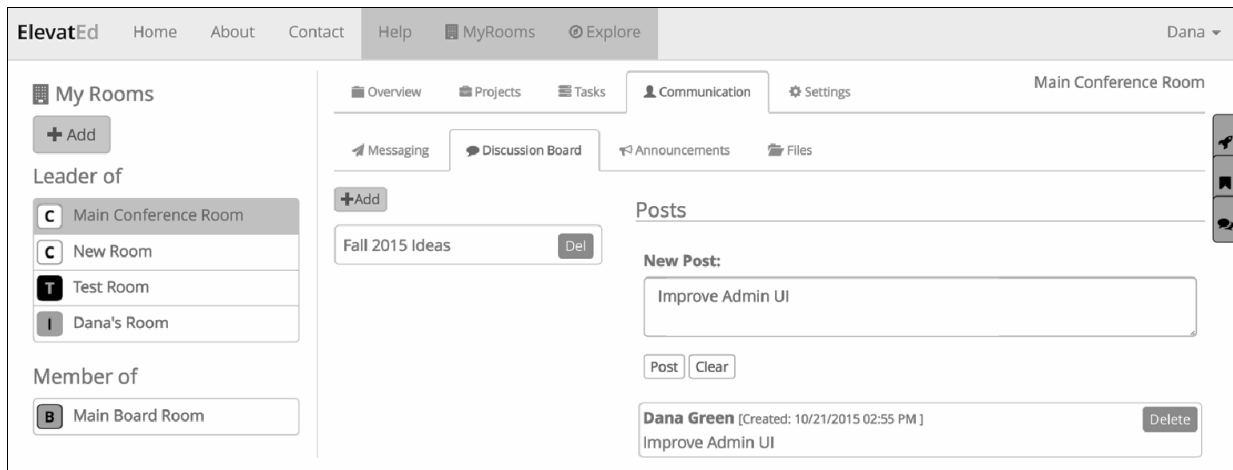 ElevatEd Home About Contact Help MyRooms Explore Dana
My Rooms
Add
Leader of
C Main Conference Room
C New Room
T Test Room
I Dana's Room
Member of
B Main Board Room
Overview Projects Tasks Communication Settings
Main Conference Room
Messaging Discussion Board Announcements Files
Add
Fall 2015 Ideas Del
Posts
New Post:
Improve Admin UI
Post Clear
Dana Green [Created: 10/21/2015 02:55 PM ] Delete
Improve Admin UI